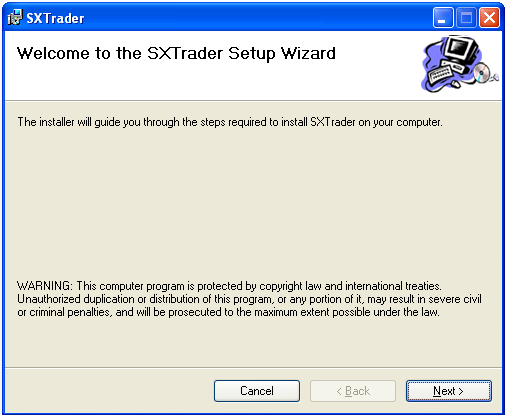 SXTrader
Welcome to the SXTrader Setup Wizard
The installer will guide you through the steps required to install SXTrader on your computer.
WARNING: This computer program is protected by copyright law and international treaties.
Unauthorized duplication or distribution of this program, or any portion of it, may result in severe civil
or criminal penalties, and will be prosecuted to the maximum extent possible under the law.
Cancel
< Back
Next >